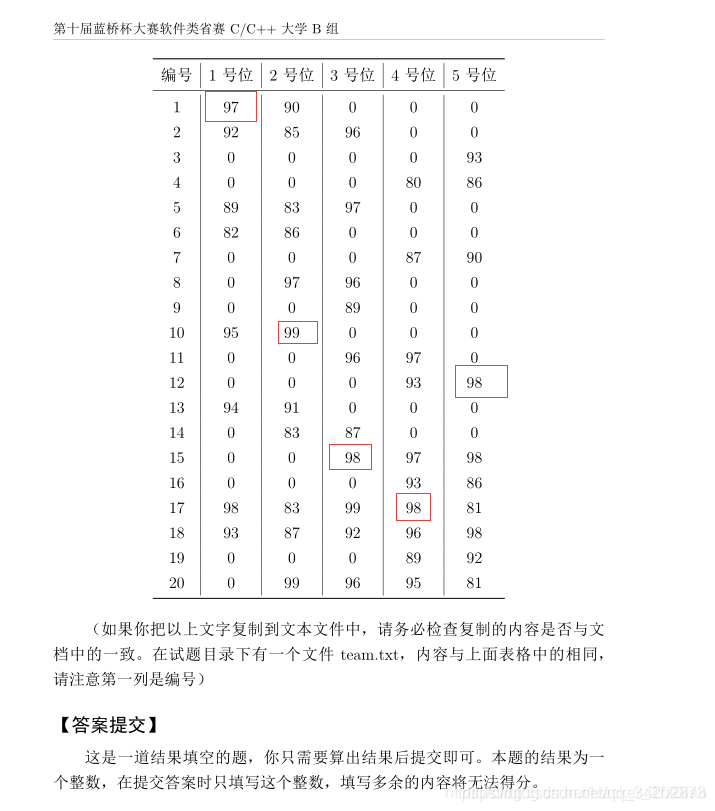 第十届蓝桥杯大赛软件类省赛 C/C++ 大学 B 组
编号 1 号位 2 号位 3 号位 4 号位 5 号位
1 97 90 0 0 0
2 92 85 96 0 0
3 0 0 0 0 93
4 0 0 0 80 86
5 89 83 97 0 0
6 82 86 0 0 0
7 0 0 0 87 90
8 0 97 96 0 0
9 0 0 89 0 0
10 95 99 0 0 0
11 0 0 96 97 0
12 0 0 0 93 98
13 94 91 0 0 0
14 0 83 87 0 0
15 0 0 98 97 98
16 0 0 0 93 86
17 98 83 99 98 81
18 93 87 92 96 98
19 0 0 0 89 92
20 0 99 96 95 81
（如果你把以上文字复制到文本文件中，请务必检查复制的内容是否与文
档中的一致。在试题目录下有一个文件 team.txt，内容与上面表格中的相同，
请注意第一列是编号）
【答案提交】
这是一道结果填空的题，你只需要算出结果后提交即可。本题的结果为一
个整数，在提交答案时只填写这个整数，填写多余的内容将无法得分。